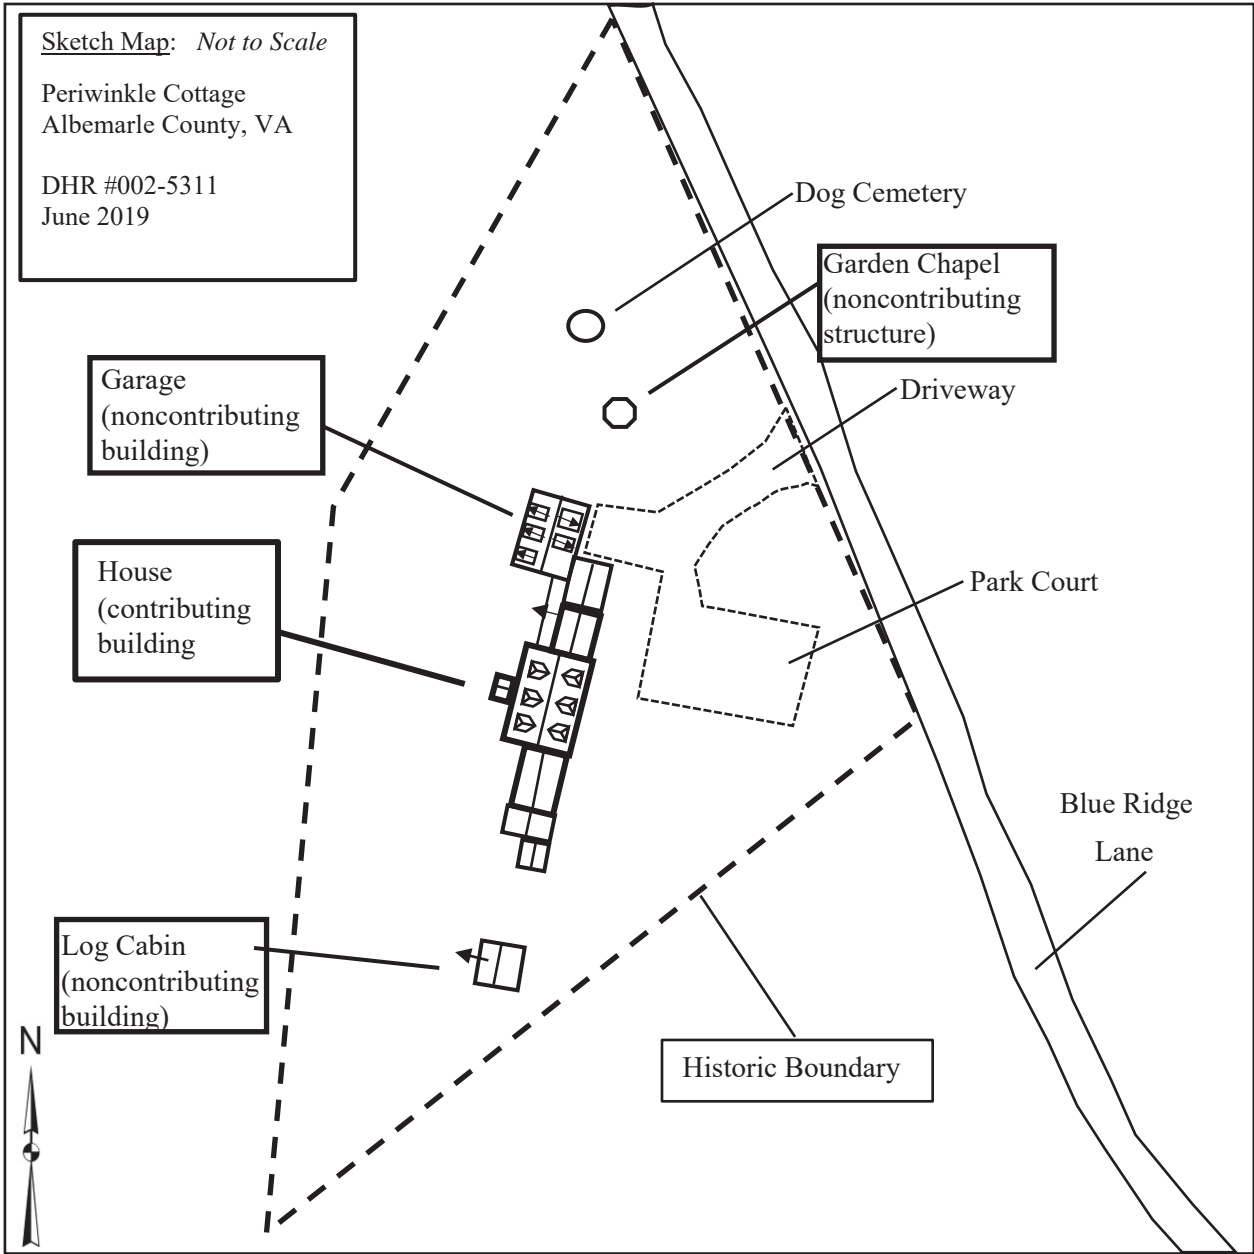 Sketch Map: Not to Scale
Periwinkle Cottage
Albemarle County, VA
DHR #002-5311
June 2019
Dog Cemetery
Garden Chapel
(noncontributing
structure)
Garage
(noncontributing
building)
Driveway
House
(contributing
building
Park Court
Blue Ridge
Lane
Log Cabin
(noncontributing
building)
N
Historic Boundary